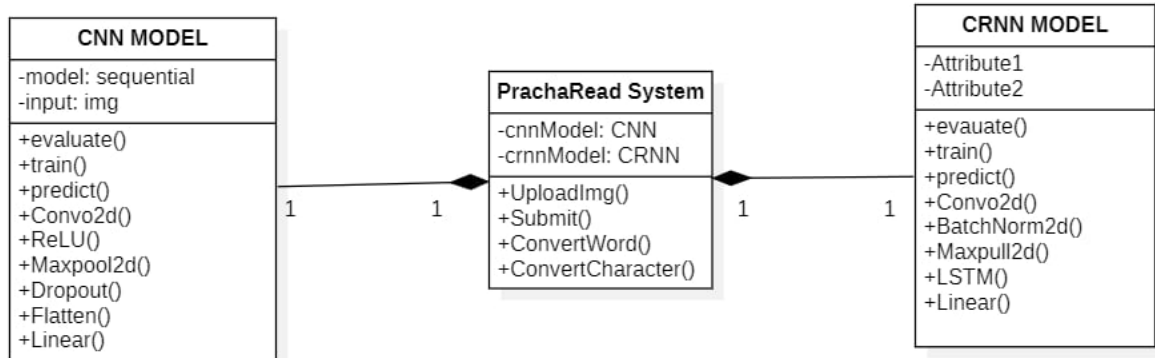 CNN MODEL
-model: sequential
-input: img
+evaluate()
+train()
+predict()
+Convo2d()
+ReLU()
+Maxpool2d()
+Dropout()
+Flatten()
+Linear()
1
1
PrachaRead System
-cnnModel: CNN
-crnnModel: CRNN
+UploadImg()
+Submit()
+ConvertWord()
+ConvertCharacter()
1
1
CRNN MODEL
-Attribute1
-Attribute2
+evauate()
+train()
+predict()
+Convo2d()
+BatchNorm2d()
+Maxpull2d()
+LSTM()
+Linear()